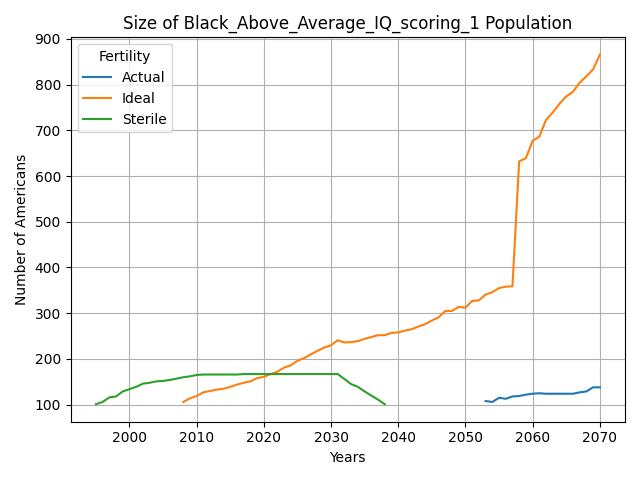 Size of Black_Above_Average_IQ_scoring_1 Population
Number of Americans
900
800
700
600
500
400
300
200
100
Fertility
Actual
Ideal
Sterile
2000 2010 2020 2030 2040 2050 2060 2070
Years